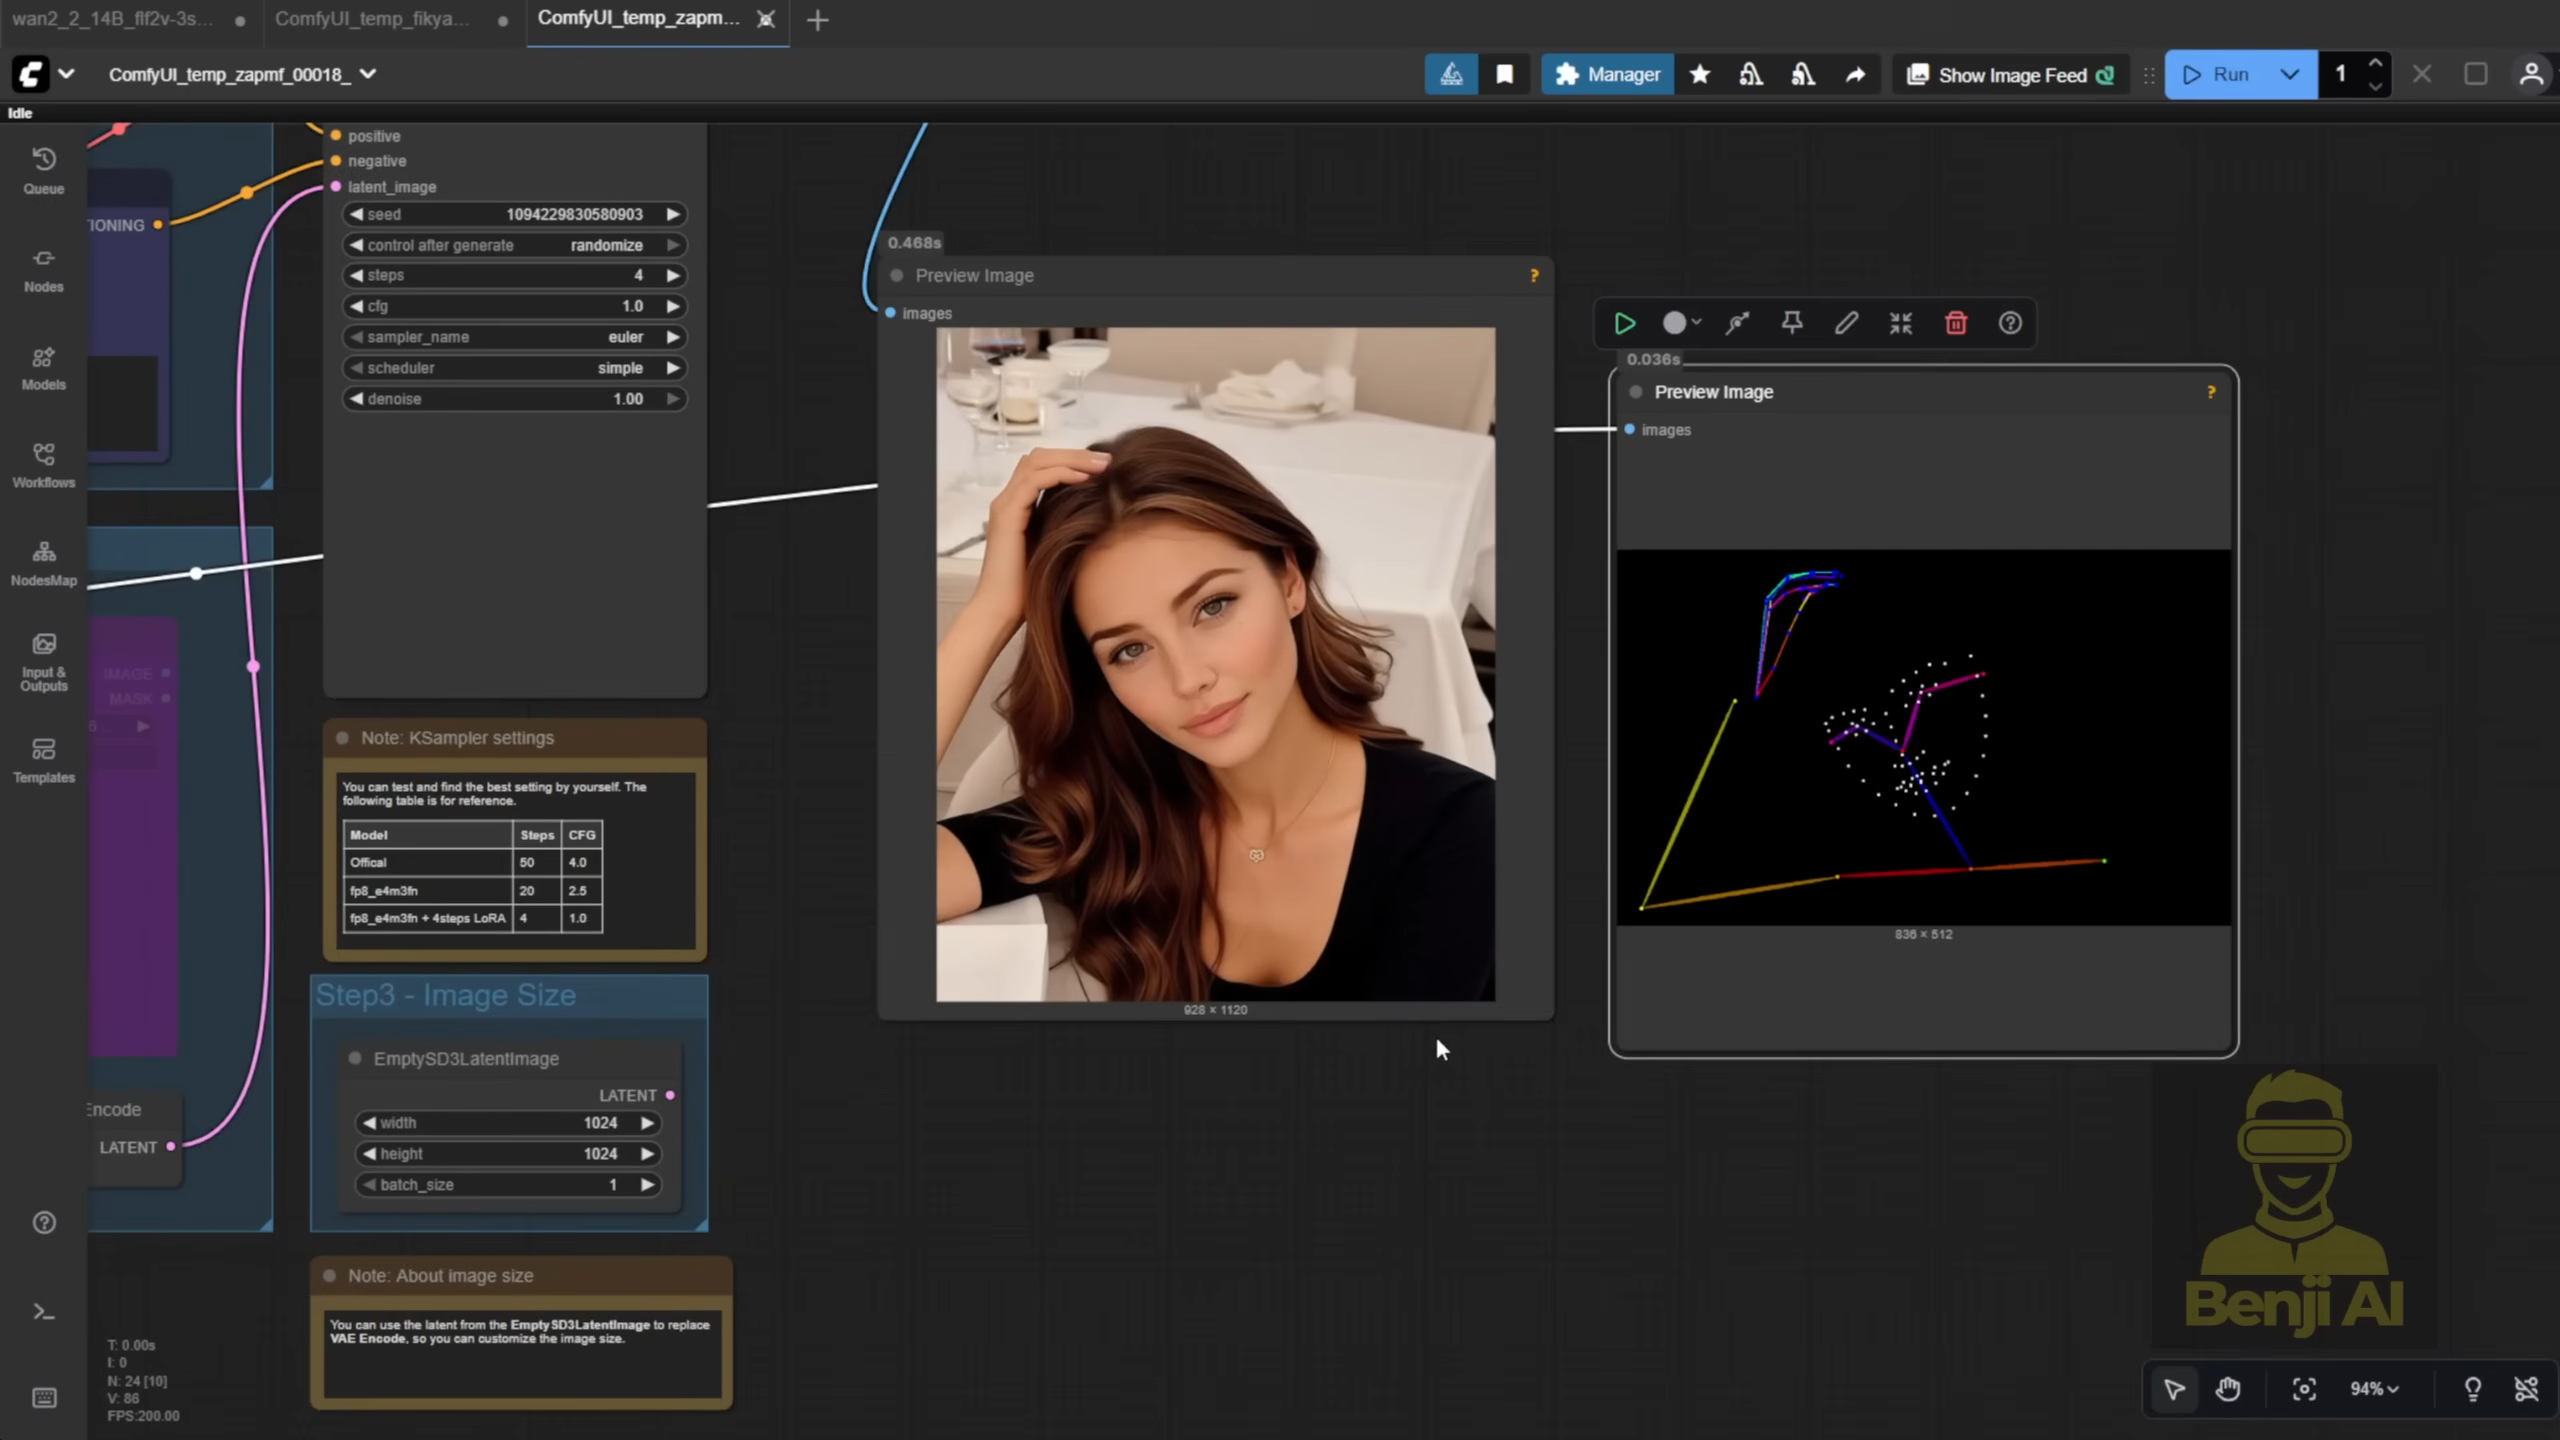 wan2_2_14B_flf2v-3s...
ComfyUI_temp_fikya...
ComfyUI_temp_zapm...
ComfyUI_temp_zapmf_00018_
Manager
Show Image Feed
Run
1
Idle
Queue
Nodes
Models
Workflows
NodesMap
Input &
Outputs
Templates
positive
negative
latent_image
IONING
seed 1094229830580903
control after generate randomize
steps 4
cfg 1.0
sampler_name euler
scheduler simple
denoise 1.00
IMAGE
MASK
Encode
LATENT
Note: KSampler settings
You can test and find the best setting by yourself. The
following table is for reference.
Model Steps CFG
Offical 50 4.0
fp8_e4m3fn 20 2.5
fp8_e4m3fn + 4steps LoRA 4 1.0
Step3 - Image Size
EmptySD3LatentImage
LATENT
width 1024
height 1024
batch_size 1
Note: About image size
You can use the latent from the EmptySD3LatentImage to replace
VAE Encode, so you can customize the image size.
0.468s
Preview Image ?
images
928 × 1120
0.036s
Preview Image ?
images
836 × 512
T: 0.00s
I: 0
N: 24 [10]
V: 86
FPS:200.00
Benji AI
94%